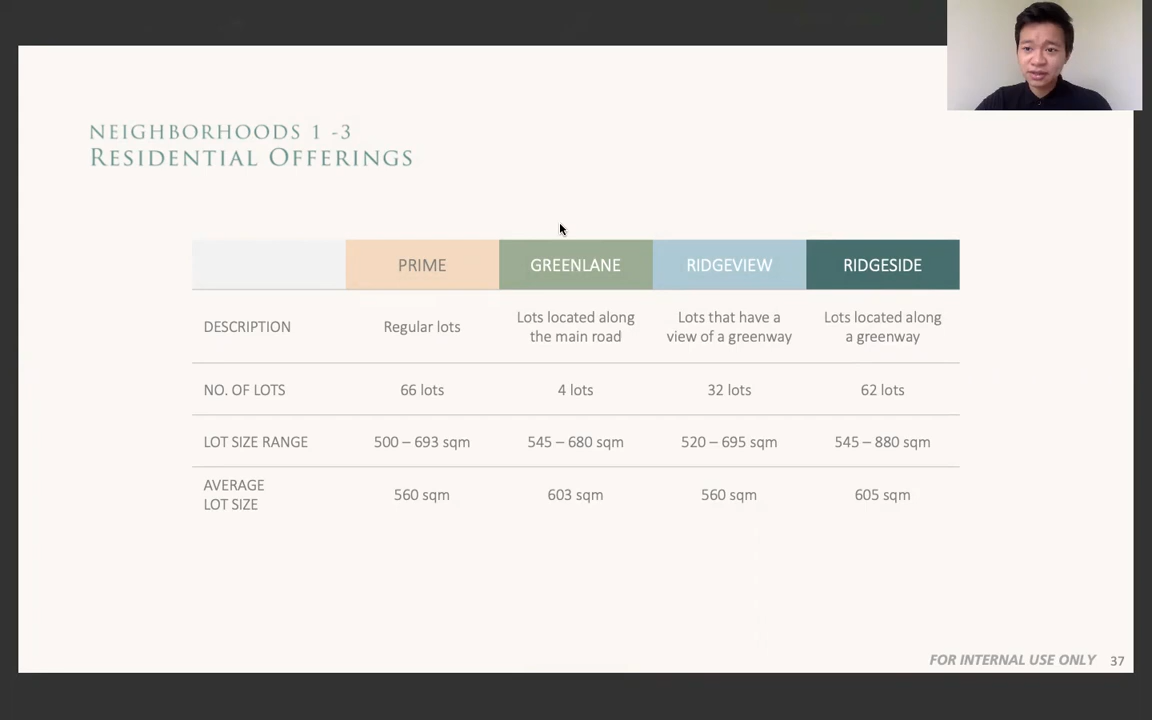 NEIGHBORHOODS 1 -3
RESIDENTIAL OFFERINGS
PRIME GREENLANE RIDGEVIEW RIDGESIDE
DESCRIPTION
Regular lots
Lots located along
the main road
Lots that have a
view of a greenway
Lots located along
a greenway
NO. OF LOTS 66 lots 4 lots 32 lots 62 lots
LOT SIZE RANGE 500 – 693 sqm 545 – 680 sqm 520 – 695 sqm 545 – 880 sqm
AVERAGE
LOT SIZE
560 sqm 603 sqm 560 sqm 605 sqm
FOR INTERNAL USE ONLY 37